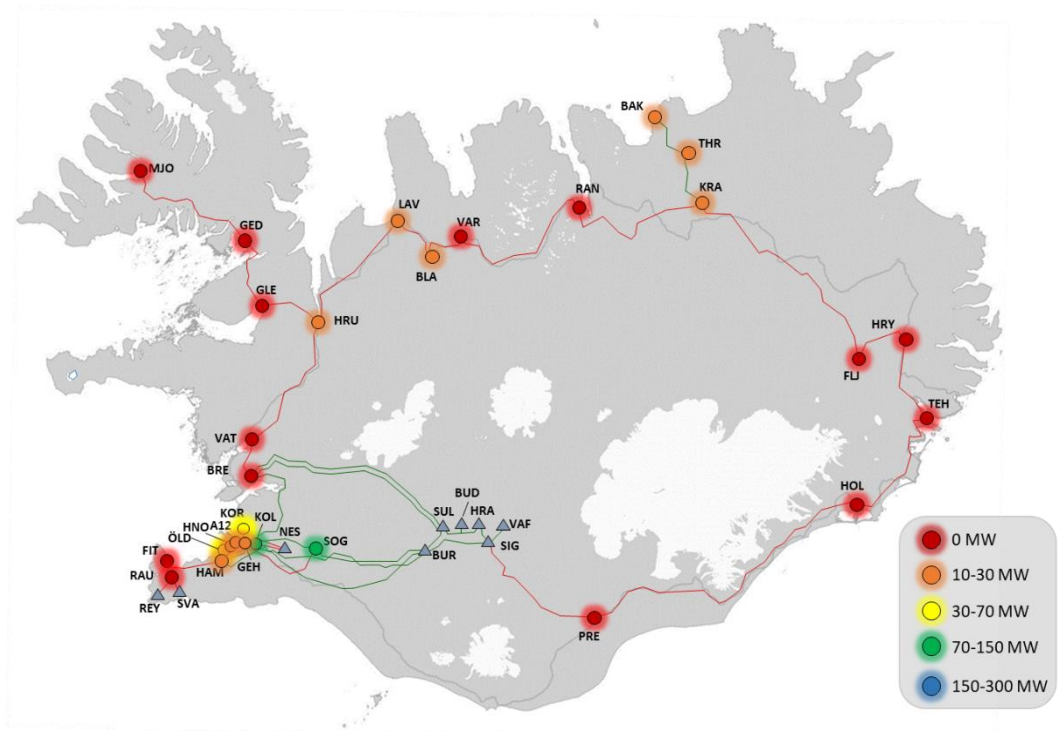 BAK
THR
MJO
KRA
RAN
LAV
VAR
GED
BLA
GLE
HRU
HRY
FLJ
TEH
VAT
BRE
HOL
BUD
SUL
HRA
VAF
KOR
HNOA12
KOL
NES
SOG
ÖLD
SIG
BUR
FIT
HAM
GEH
RAU
REY
SVA
PRE
0 MW
10-30 MW
30-70 MW
70-150 MW
150-300 MW